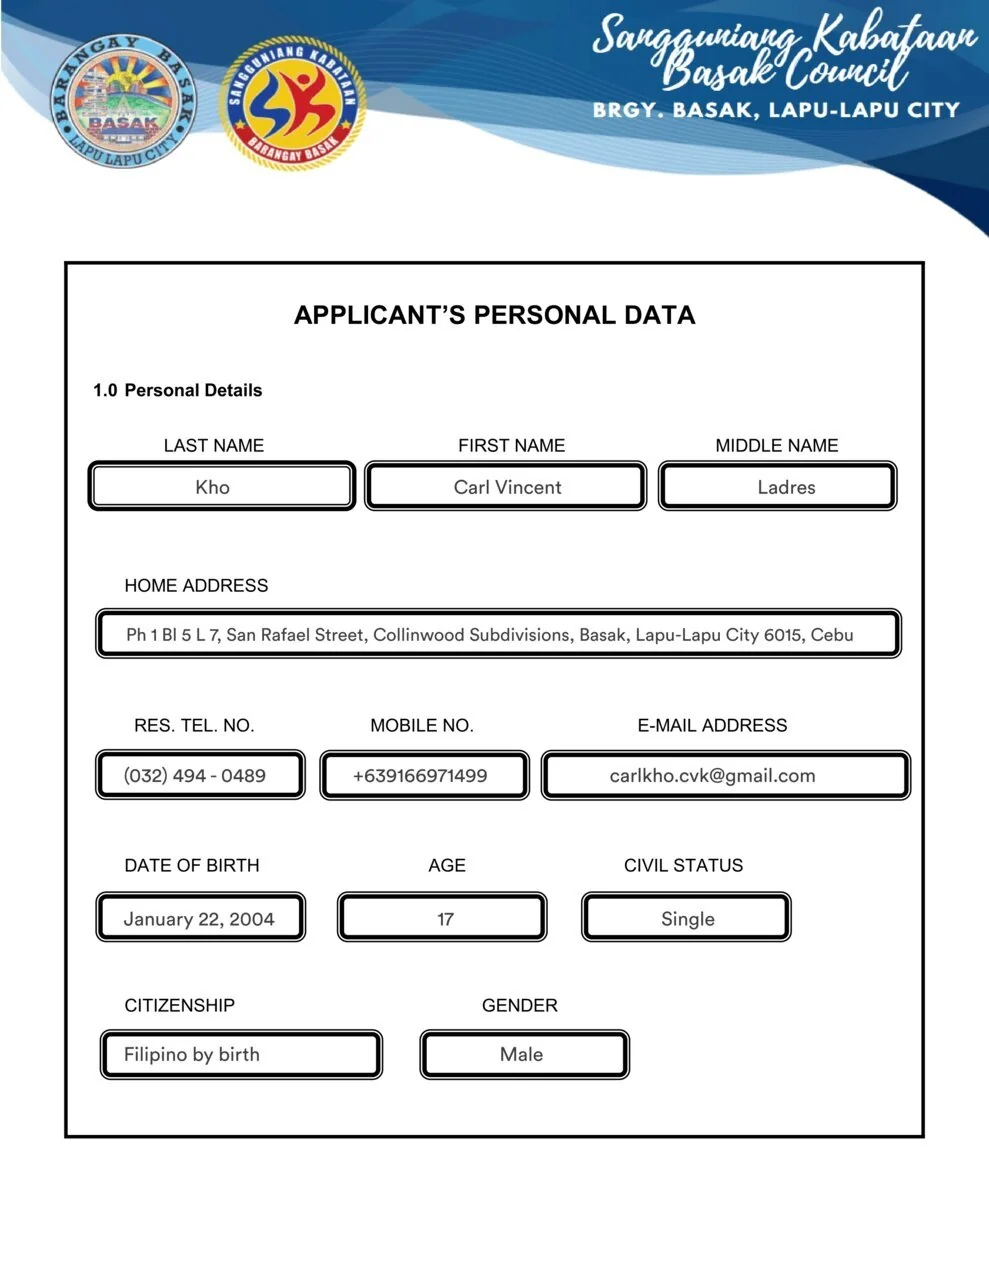 BARANGAY BASAK
BASAK
LAPU LAPU CITY
SANGGUNIANG KABATAAN
BARANGAY BASAK
Sangguniang Kabataan
Basak Council
BRGY. BASAK, LAPU-LAPU CITY
APPLICANT’S PERSONAL DATA
1.0 Personal Details
LAST NAME FIRST NAME MIDDLE NAME
Kho Carl Vincent Ladres
HOME ADDRESS
Ph 1 Bl 5 L 7, San Rafael Street, Collinwood Subdivisions, Basak, Lapu-Lapu City 6015, Cebu
RES. TEL. NO. MOBILE NO. E-MAIL ADDRESS
(032) 494 - 0489 +639166971499 carlkho.cvk@gmail.com
DATE OF BIRTH AGE CIVIL STATUS
January 22, 2004 17 Single
CITIZENSHIP GENDER
Filipino by birth Male